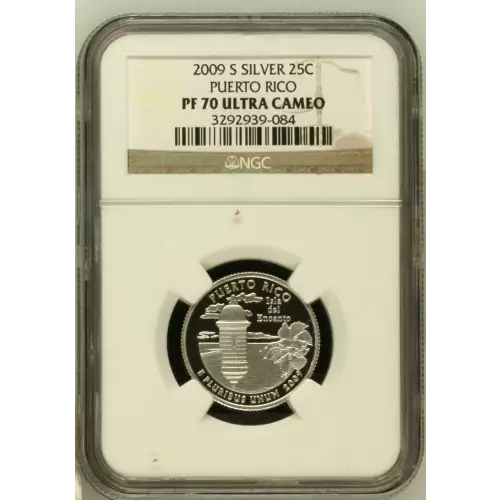 2009 S SILVER 25C
PUERTO RICO
PF 70 ULTRA CAMEO
3292939-084
NGC
PUERTO RICO
Isla
del
Encanto
E PLURIBUS UNUM 2009